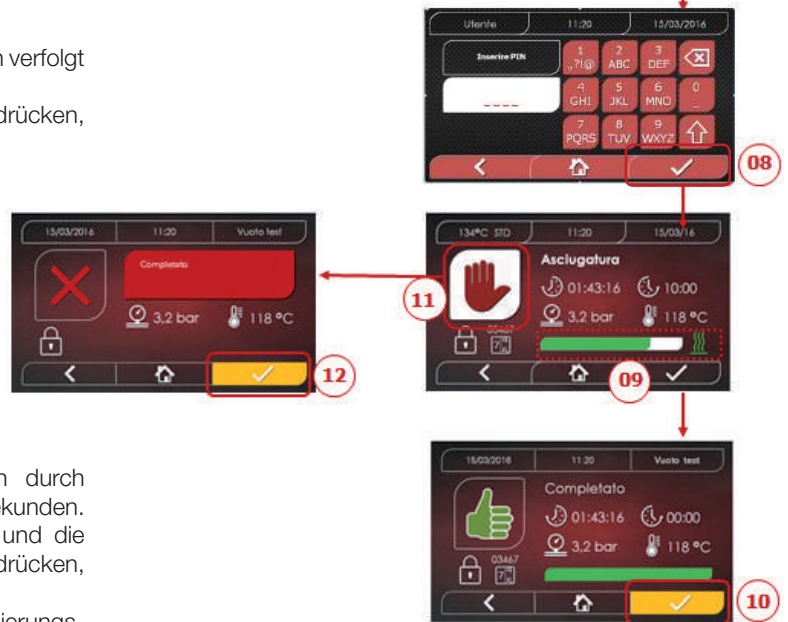 n verfolgt
drücken,
n durch
ekunden.
und die
drücken,
ierungs-
Utente 11:20 15/03/2016
Inserire PIN
_ _ _ _
1 .,?!@ 2 ABC 3 DEF
4 GHI 5 JKL 6 MNO 0 _
7 PQRS 8 TUV 9 WXYZ
08
134°C STD 11:20 15/03/16
Asciugatura
01:43:16 10:00
3,2 bar 118 °C
03467
11
09
15/03/2016 11:20 Vuoto test
Completato
3,2 bar 118 °C
12
15/03/2016 11:20 Vuoto test
Completato
01:43:16 00:00
3,2 bar 118 °C
03467
10